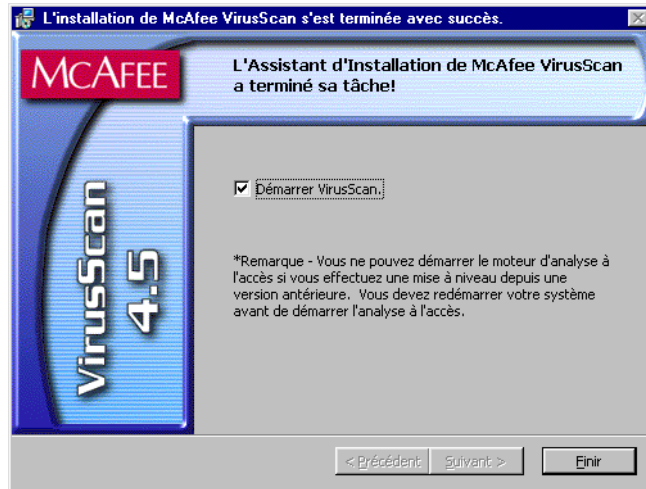 L'installation de McAfee VirusScan s'est terminée avec succès.
McAFEE
L'Assistant d'Installation de McAfee VirusScan
a terminé sa tâche!
VirusScan
4.5
Démarrer VirusScan.
*Remarque - Vous ne pouvez démarrer le moteur d'analyse à
l'accès si vous effectuez une mise à niveau depuis une
version antérieure. Vous devez redémarrer votre système
avant de démarrer l'analyse à l'accès.
< Précédent
Suivant >
Finir